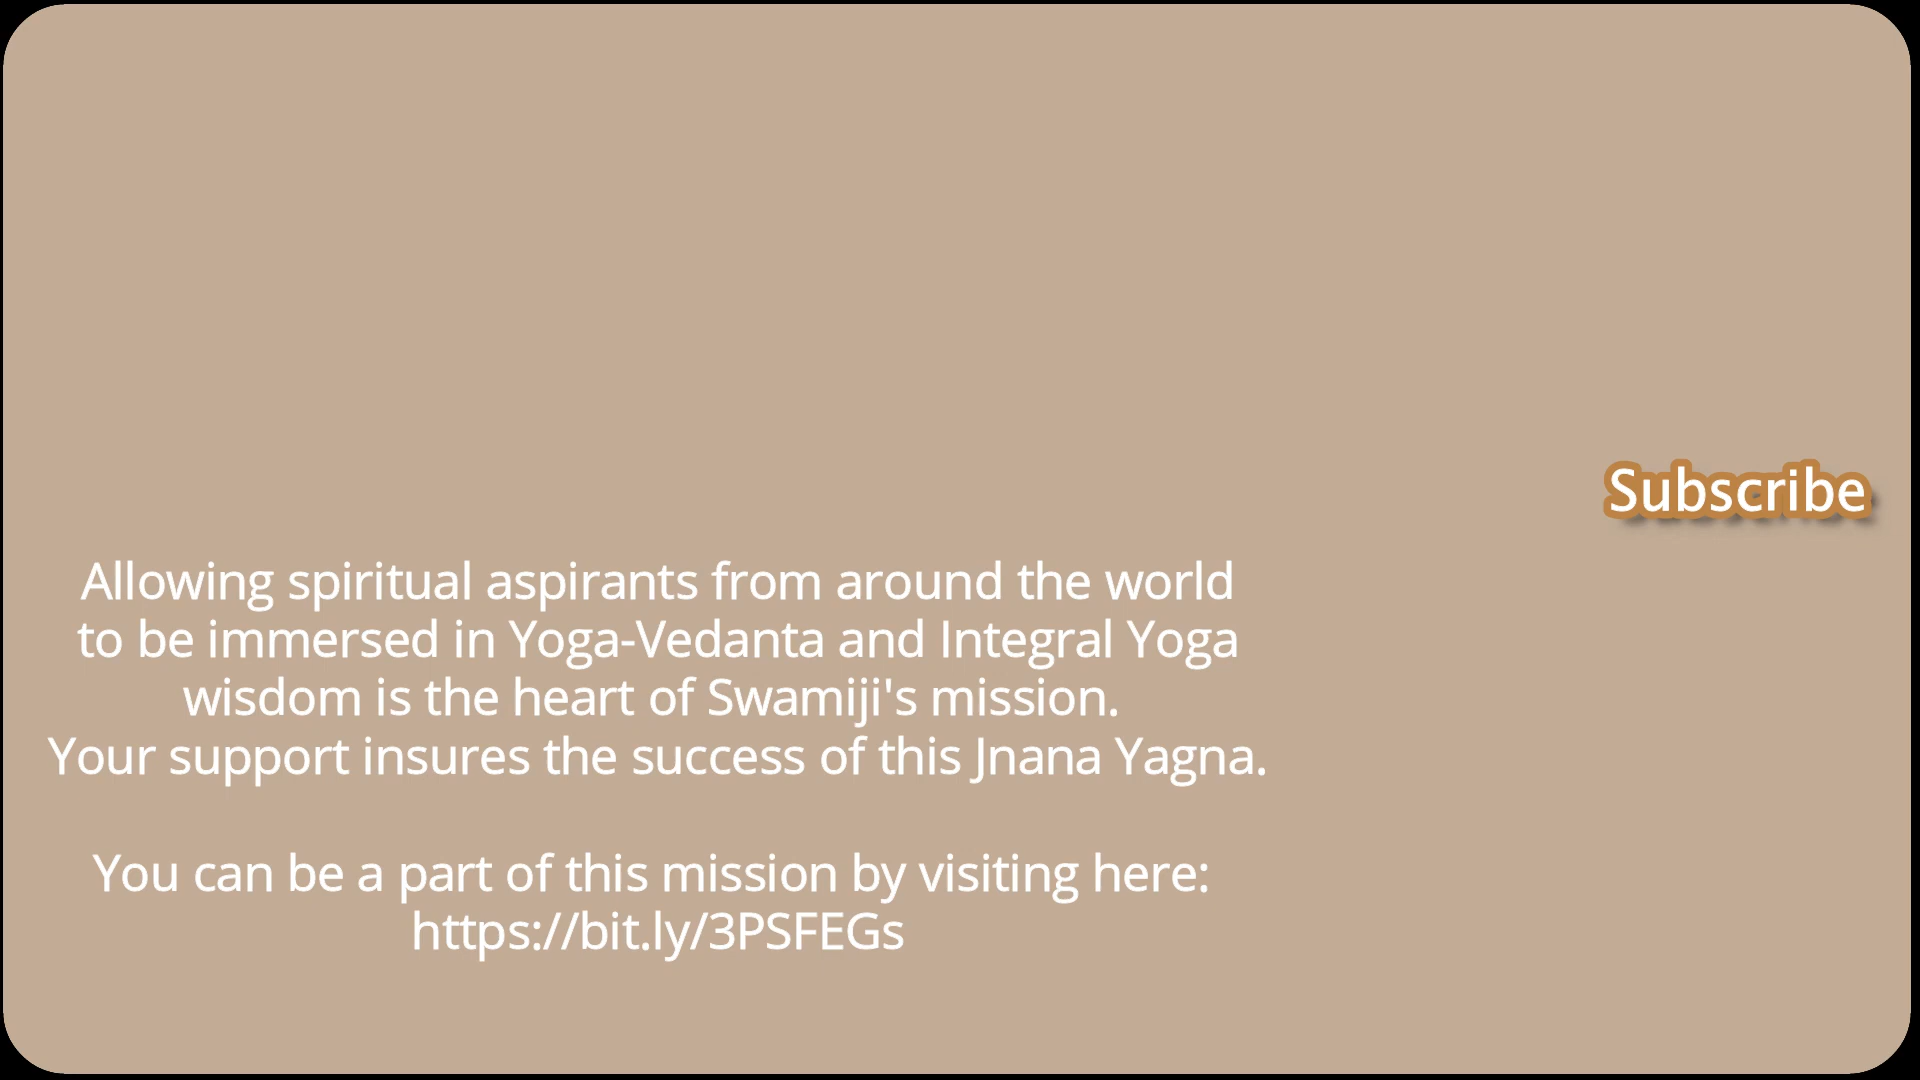 Subscribe
Allowing spiritual aspirants from around the world
to be immersed in Yoga-Vedanta and Integral Yoga
wisdom is the heart of Swamiji's mission.
Your support insures the success of this Jnana Yagna.
You can be a part of this mission by visiting here:
https://bit.ly/3PSFEGs